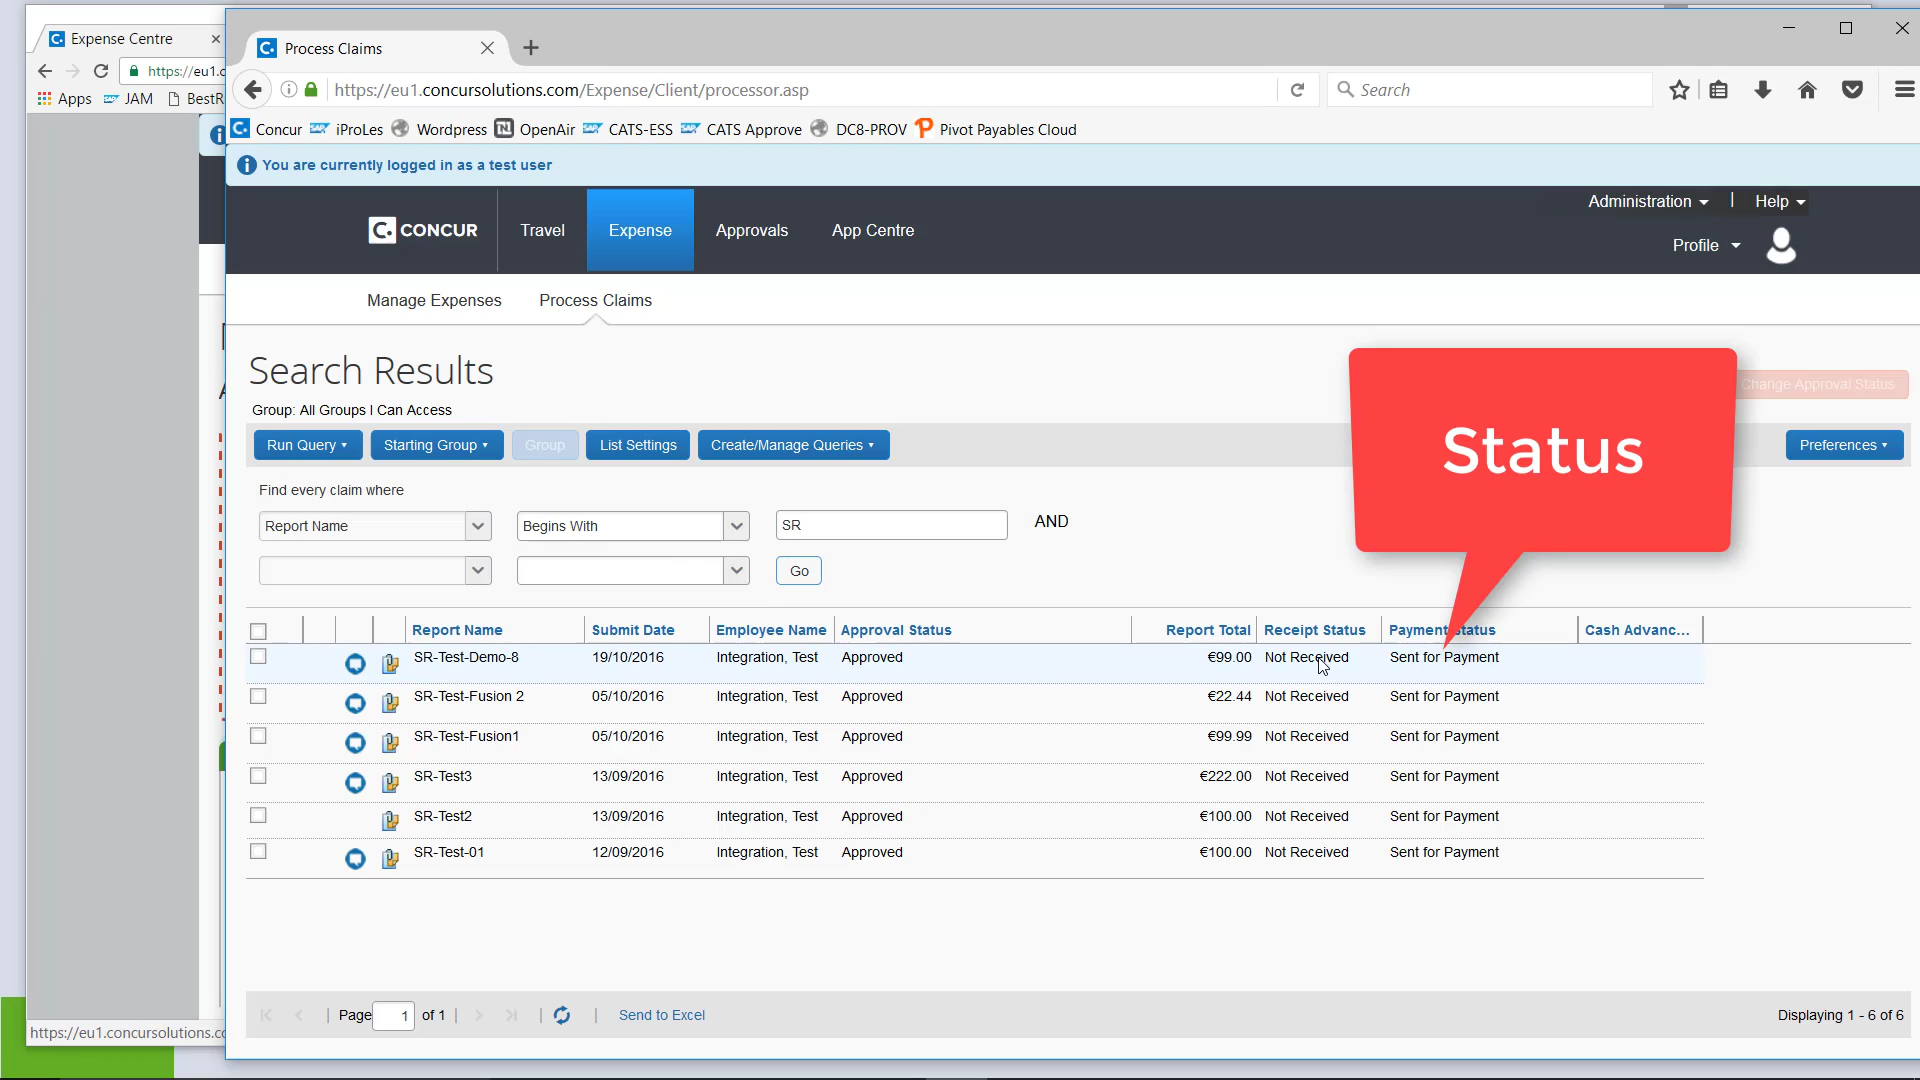 Expense Centre
https://eu1.c
Apps JAM BestR
Process Claims
https://eu1.concursolutions.com/Expense/Client/processor.asp
Search
Concur iProLes Wordpress OpenAir CATS-ESS CATS Approve DC8-PROV Pivot Payables Cloud
You are currently logged in as a test user
Administration | Help
CONCUR Travel Expense Approvals App Centre
Profile
Manage Expenses Process Claims
Search Results
Change Approval Status
Group: All Groups I Can Access
Run Query Starting Group Group List Settings Create/Manage Queries Preferences
Status
Find every claim where
Report Name Begins With SR AND
Go
Report Name Submit Date Employee Name Approval Status Report Total Receipt Status Payment Status Cash Advanc...
SR-Test-Demo-8 19/10/2016 Integration, Test Approved €99.00 Not Received Sent for Payment
SR-Test-Fusion 2 05/10/2016 Integration, Test Approved €22.44 Not Received Sent for Payment
SR-Test-Fusion1 05/10/2016 Integration, Test Approved €99.99 Not Received Sent for Payment
SR-Test3 13/09/2016 Integration, Test Approved €222.00 Not Received Sent for Payment
SR-Test2 13/09/2016 Integration, Test Approved €100.00 Not Received Sent for Payment
SR-Test-01 12/09/2016 Integration, Test Approved €100.00 Not Received Sent for Payment
Page 1 of 1 Send to Excel Displaying 1 - 6 of 6
https://eu1.concursolutions.co